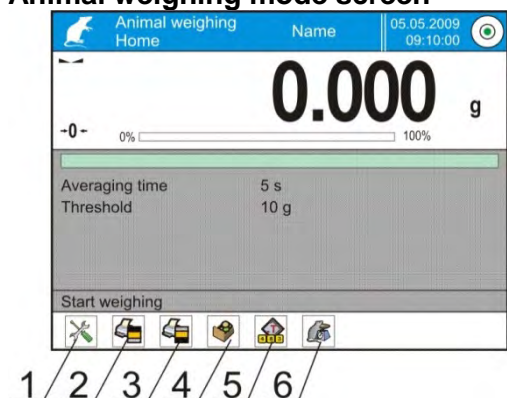 Animal weighing mode screen
Animal weighing Home
Name
05.05.2009
09:10:00
0.000 g
→0←
0% 100%
Averaging time 5 s
Threshold 10 g
Start weighing
1 2 3 4 5 6